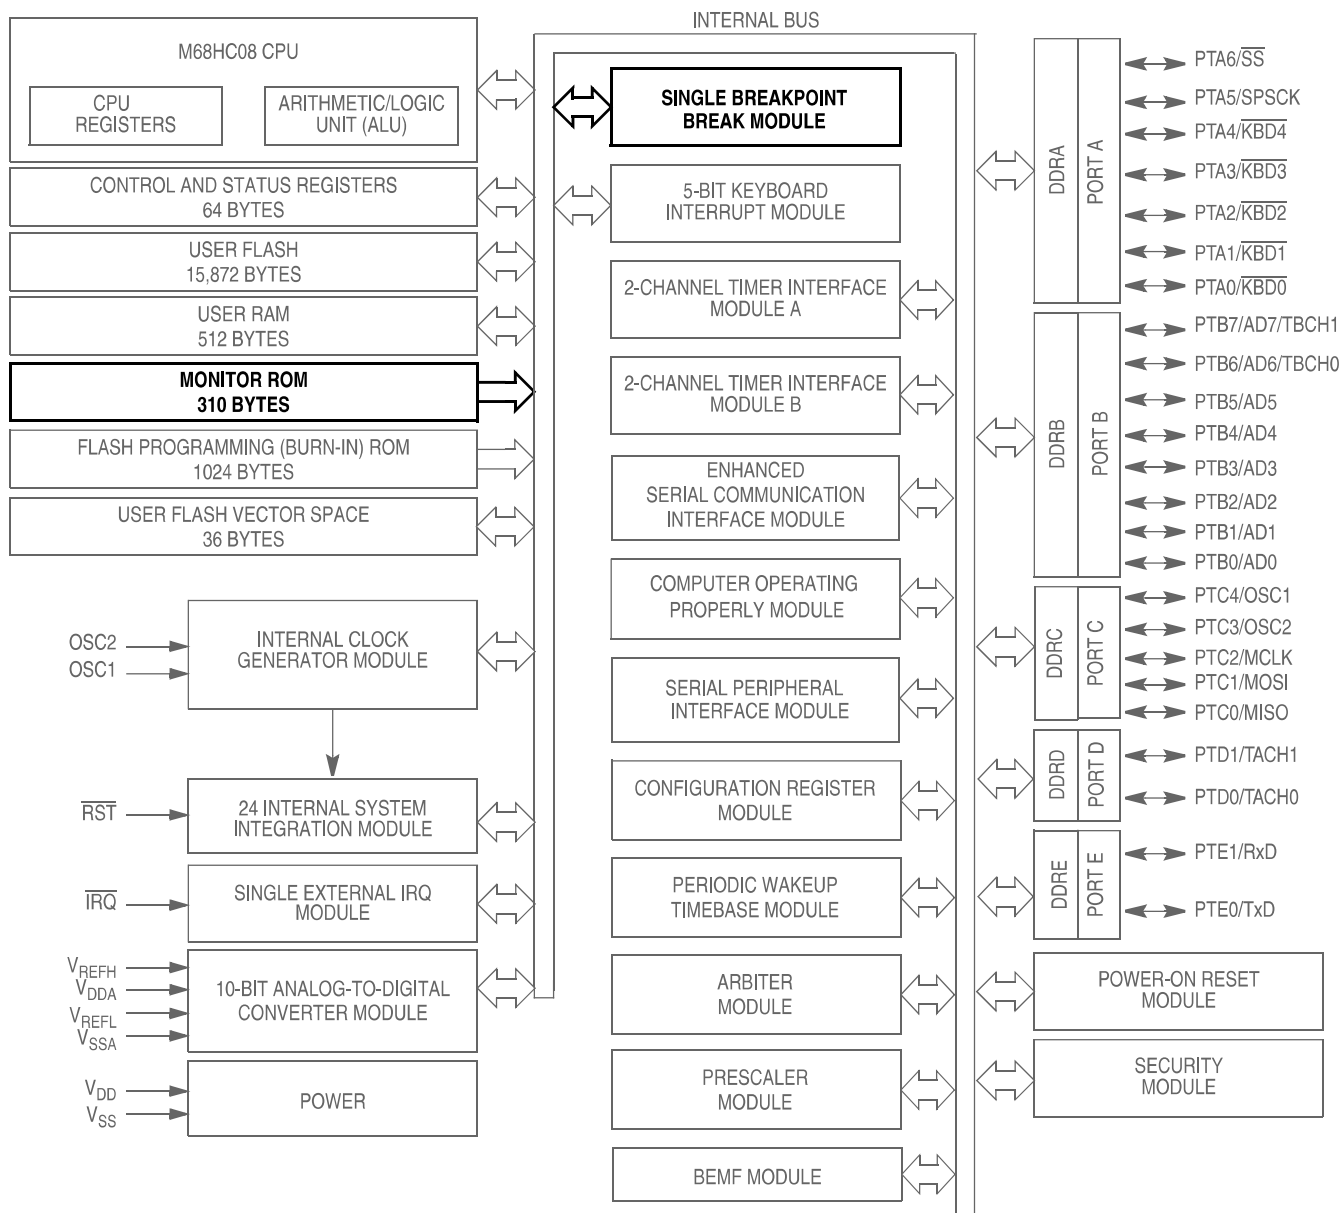 INTERNAL BUS
M68HC08 CPU
CPU
REGISTERS
ARITHMETIC/LOGIC
UNIT (ALU)
CONTROL AND STATUS REGISTERS
64 BYTES
USER FLASH
15,872 BYTES
USER RAM
512 BYTES
MONITOR ROM
310 BYTES
FLASH PROGRAMMING (BURN-IN) ROM
1024 BYTES
USER FLASH VECTOR SPACE
36 BYTES
OSC2
OSC1
INTERNAL CLOCK
GENERATOR MODULE
R̅S̅T̅
24 INTERNAL SYSTEM
INTEGRATION MODULE
I̅R̅Q̅
SINGLE EXTERNAL IRQ
MODULE
VREFH
VDDA
VREFL
VSSA
10-BIT ANALOG-TO-DIGITAL
CONVERTER MODULE
VDD
VSS
POWER
SINGLE BREAKPOINT
BREAK MODULE
5-BIT KEYBOARD
INTERRUPT MODULE
2-CHANNEL TIMER INTERFACE
MODULE A
2-CHANNEL TIMER INTERFACE
MODULE B
ENHANCED
SERIAL COMMUNICATION
INTERFACE MODULE
COMPUTER OPERATING
PROPERLY MODULE
SERIAL PERIPHERAL
INTERFACE MODULE
CONFIGURATION REGISTER
MODULE
PERIODIC WAKEUP
TIMEBASE MODULE
ARBITER
MODULE
PRESCALER
MODULE
BEMF MODULE
DDRA
PORT A
PTA6/S̅S̅
PTA5/SPSCK
PTA4/K̅B̅D̅4̅
PTA3/K̅B̅D̅3̅
PTA2/K̅B̅D̅2̅
PTA1/K̅B̅D̅1̅
PTA0/K̅B̅D̅0̅
DDRB
PORT B
PTB7/AD7/TBCH1
PTB6/AD6/TBCH0
PTB5/AD5
PTB4/AD4
PTB3/AD3
PTB2/AD2
PTB1/AD1
PTB0/AD0
DDRC
PORT C
PTC4/OSC1
PTC3/OSC2
PTC2/MCLK
PTC1/MOSI
PTC0/MISO
DDRD
PORT D
PTD1/TACH1
PTD0/TACH0
DDRE
PORT E
PTE1/RxD
PTE0/TxD
POWER-ON RESET
MODULE
SECURITY
MODULE